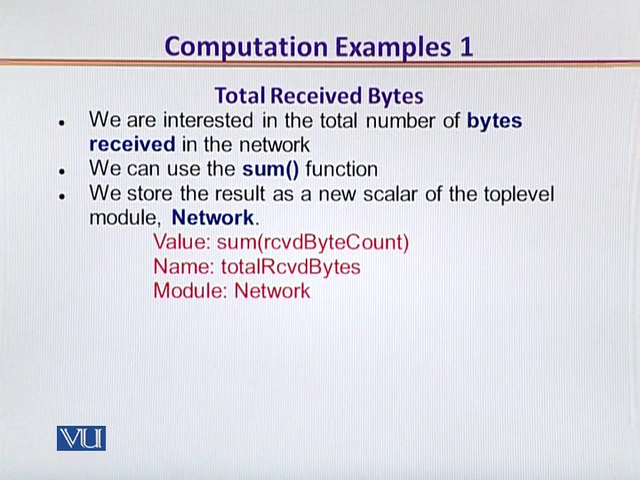 Computation Examples 1
Total Received Bytes
• We are interested in the total number of bytes
received in the network
• We can use the sum() function
• We store the result as a new scalar of the toplevel
module, Network.
Value: sum(rcvdByteCount)
Name: totalRcvdBytes
Module: Network
VU